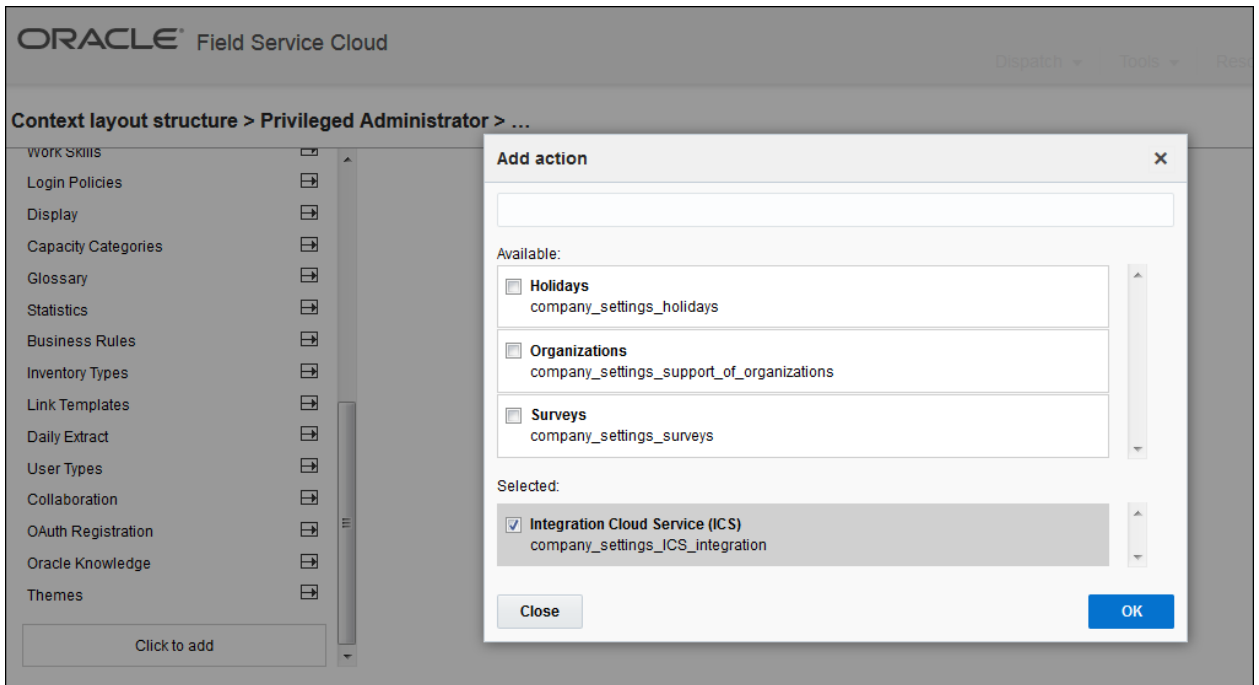 ORACLE® Field Service Cloud
Dispatch Tools
Context layout structure > Privileged Administrator > ...
Work Skills
Login Policies
Display
Capacity Categories
Glossary
Statistics
Business Rules
Inventory Types
Link Templates
Daily Extract
User Types
Collaboration
OAuth Registration
Oracle Knowledge
Themes
Click to add
Add action
Available:
Holidays
company_settings_holidays
Organizations
company_settings_support_of_organizations
Surveys
company_settings_surveys
Selected:
Integration Cloud Service (ICS)
company_settings_ICS_integration
Close
OK